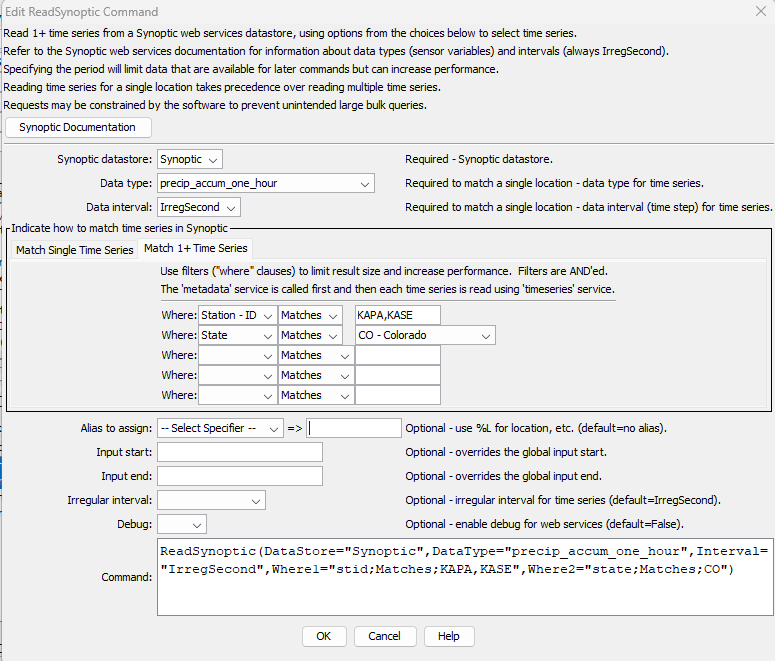 Edit ReadSynoptic Command
Read 1+ time series from a Synoptic web services datastore, using options from the choices below to select time series.
Refer to the Synoptic web services documentation for information about data types (sensor variables) and intervals (always IrregSecond).
Specifying the period will limit data that are available for later commands but can increase performance.
Reading time series for a single location takes precedence over reading multiple time series.
Requests may be constrained by the software to prevent unintended large bulk queries.
Synoptic Documentation
Synoptic datastore: Synoptic Required - Synoptic datastore.
Data type: precip_accum_one_hour Required to match a single location - data type for time series.
Data interval: IrregSecond Required to match a single location - data interval (time step) for time series.
Indicate how to match time series in Synoptic
Match Single Time Series Match 1+ Time Series
Use filters ("where" clauses) to limit result size and increase performance. Filters are AND'ed.
The 'metadata' service is called first and then each time series is read using 'timeseries' service.
Where: Station - ID Matches KAPA,KASE
Where: State Matches CO - Colorado
Where: Matches
Where: Matches
Where: Matches
Alias to assign: -- Select Specifier -- => Optional - use %L for location, etc. (default=no alias).
Input start: Optional - overrides the global input start.
Input end: Optional - overrides the global input end.
Irregular interval: Optional - irregular interval for time series (default=IrregSecond).
Debug: Optional - enable debug for web services (default=False).
Command: ReadSynoptic(DataStore="Synoptic",DataType="precip_accum_one_hour",Interval=
"IrregSecond",Where1="stid;Matches;KAPA,KASE",Where2="state;Matches;CO")
OK Cancel Help